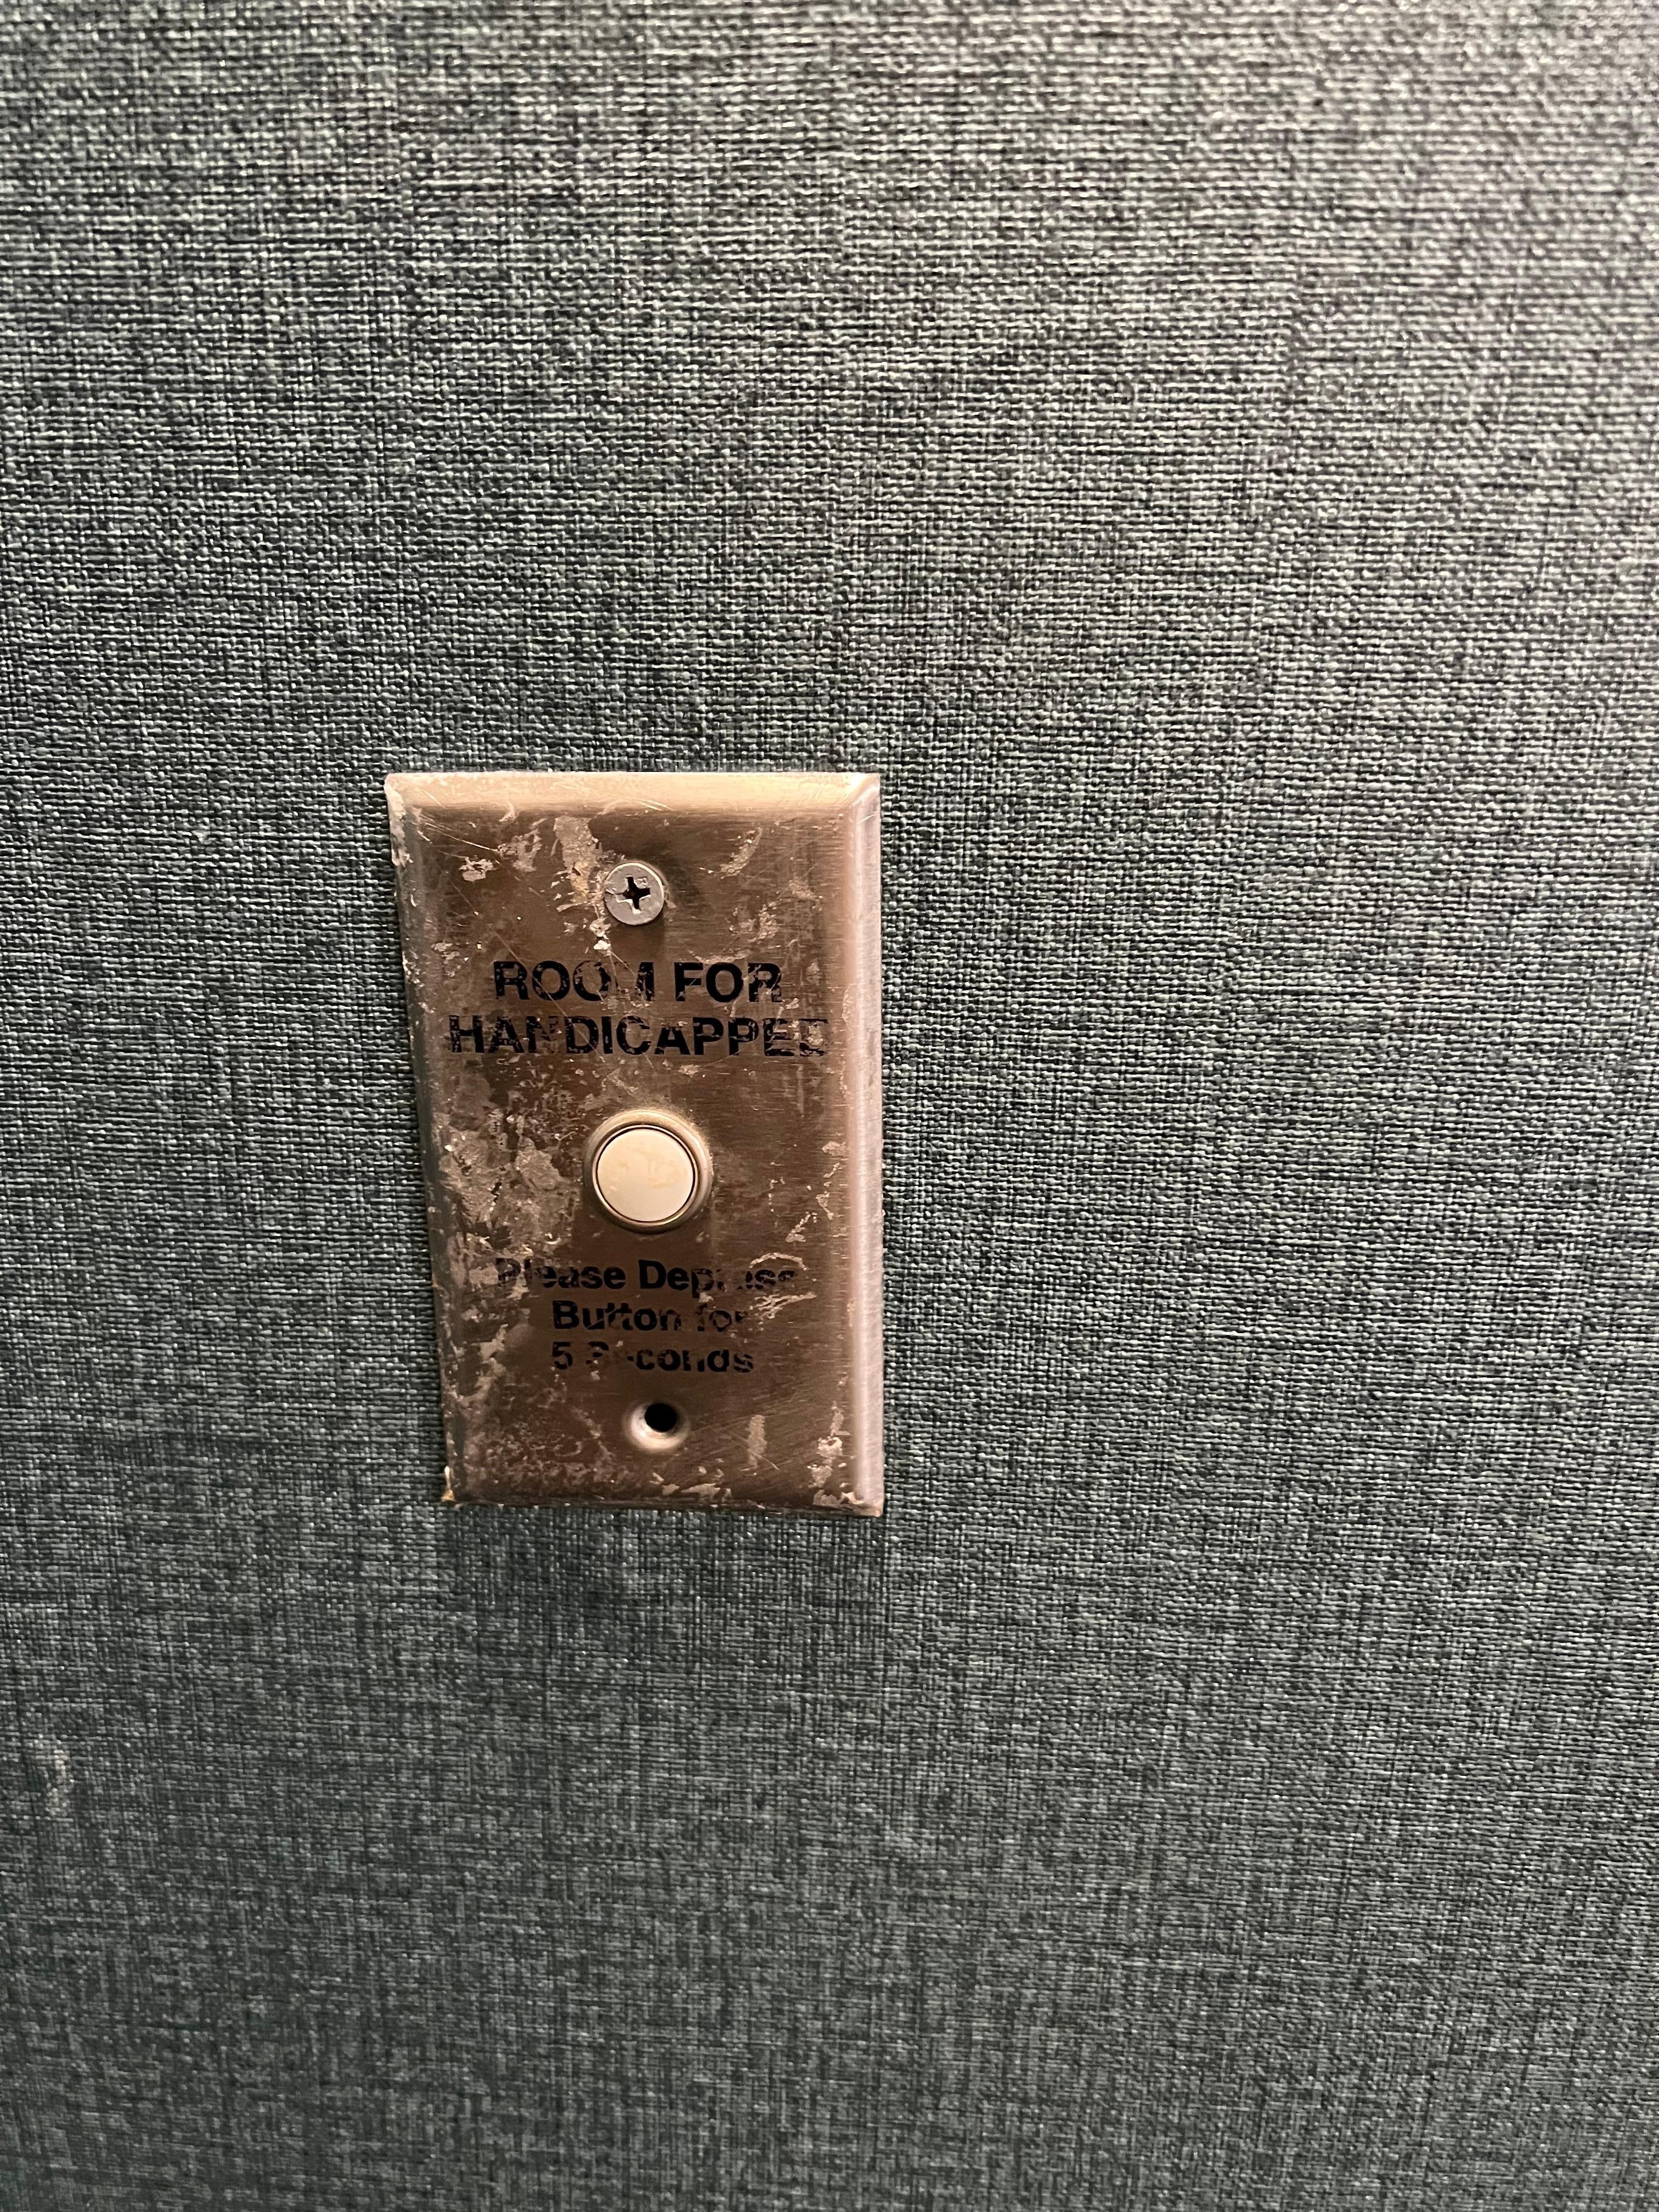 ROOM FOR
HANDICAPPED
Please Depress
Button for
5 Seconds